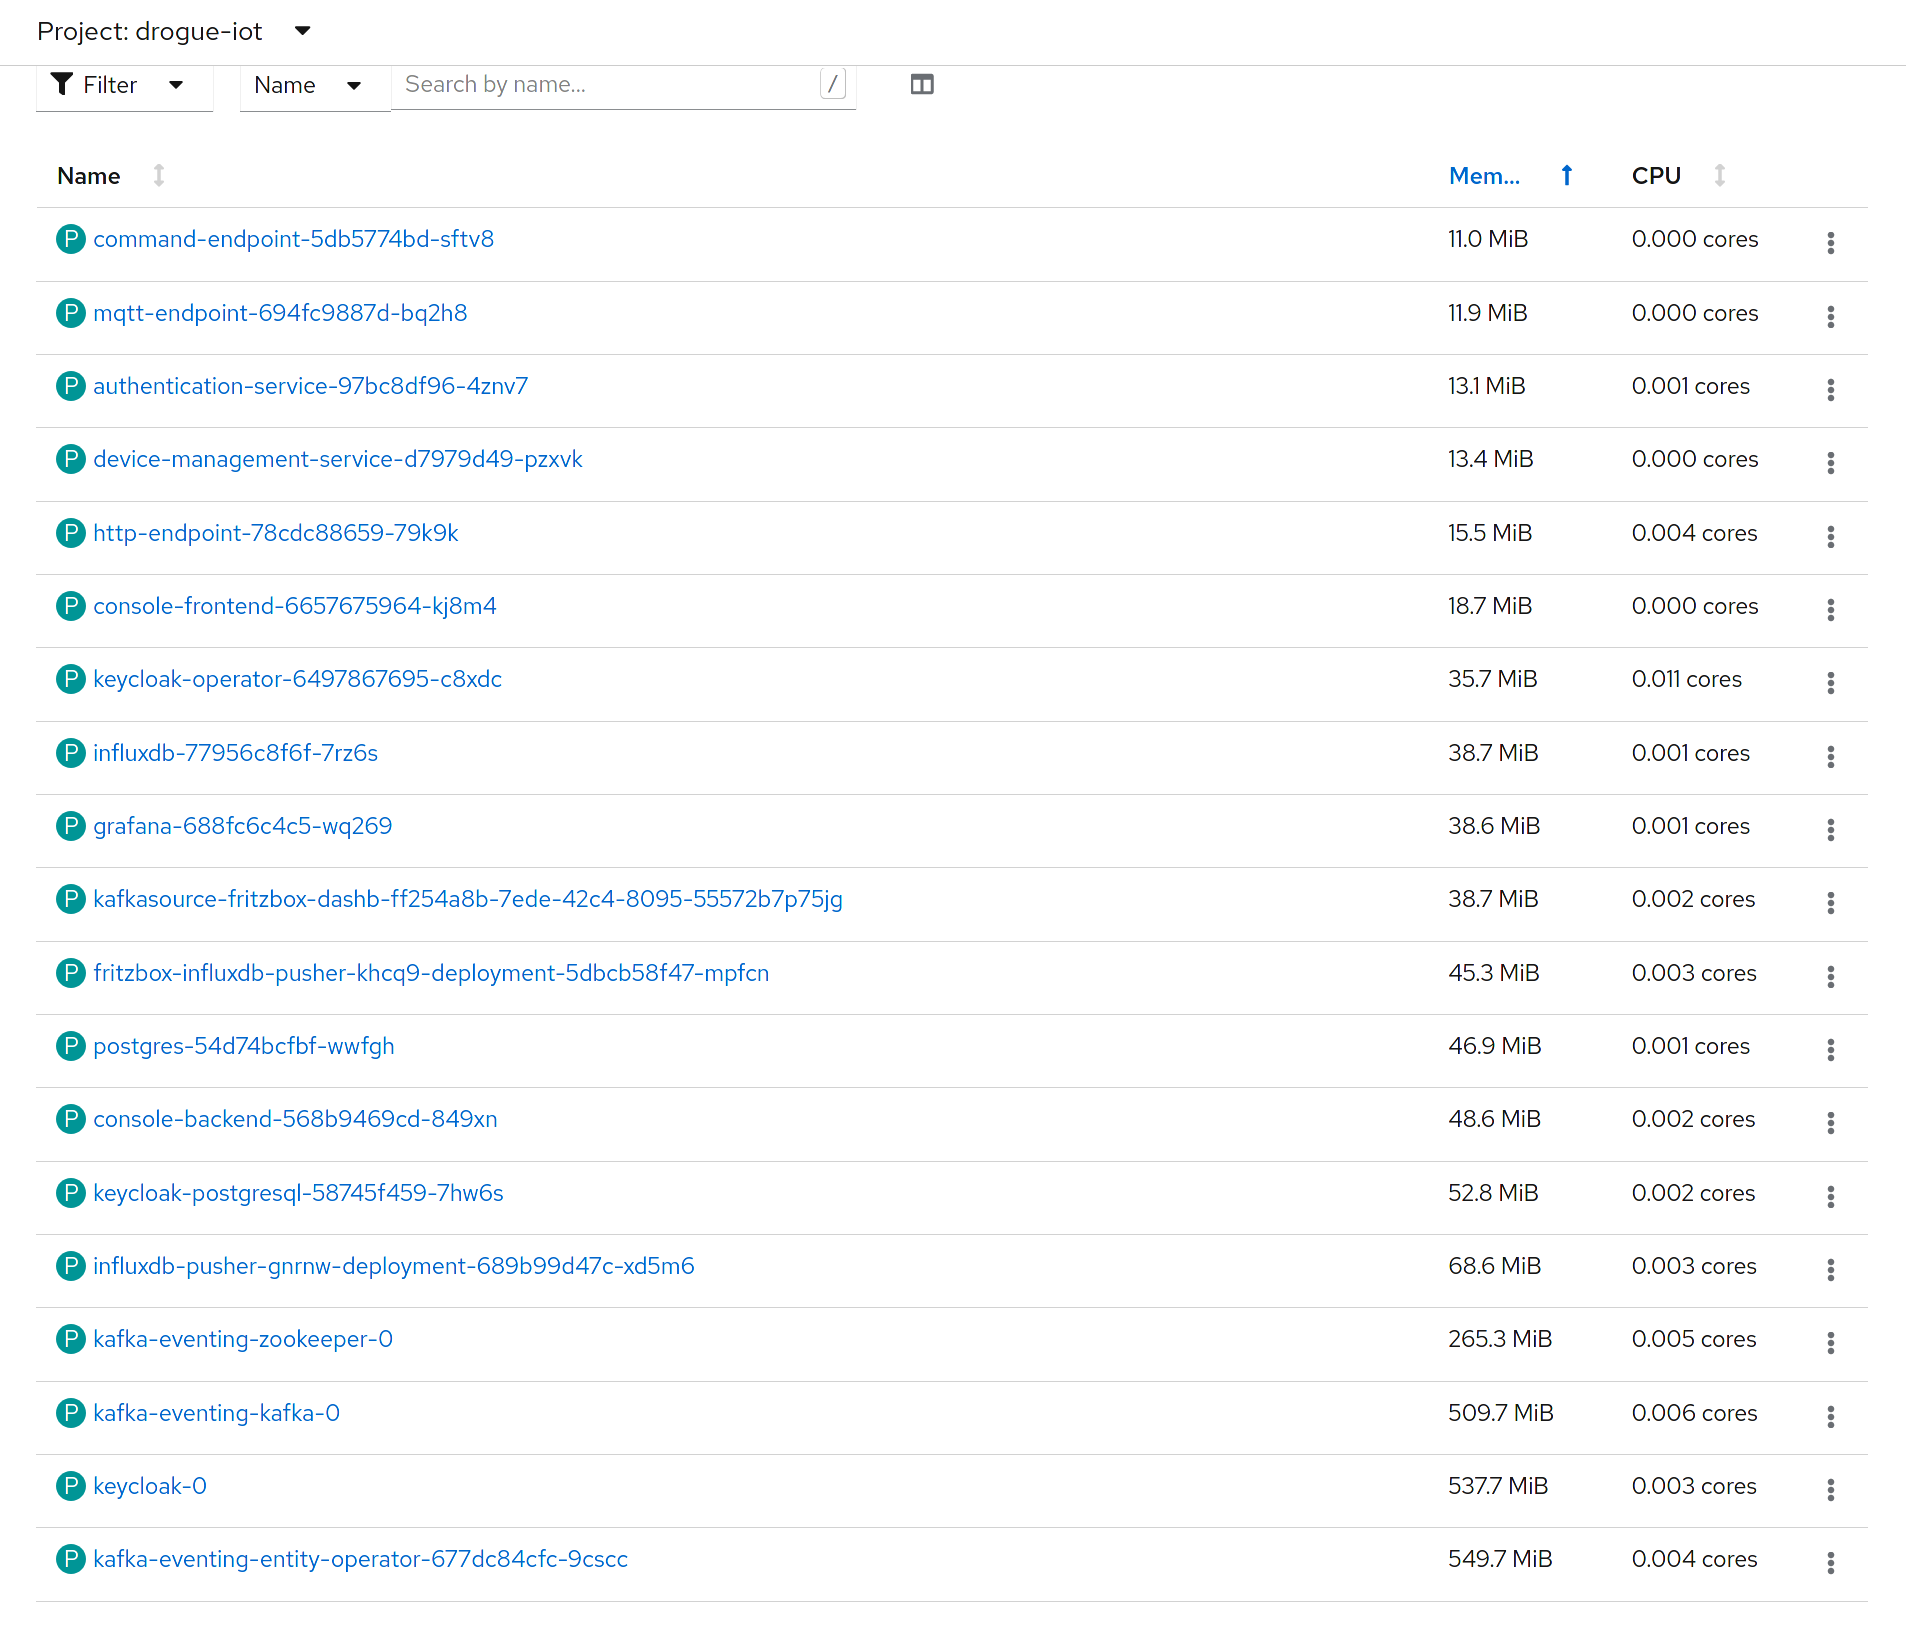 Project: drogue-iot
Filter Name Search by name... /
Name Mem... CPU
P command-endpoint-5db5774bd-sftv8 11.0 MiB 0.000 cores
P mqtt-endpoint-694fc9887d-bq2h8 11.9 MiB 0.000 cores
P authentication-service-97bc8df96-4znv7 13.1 MiB 0.001 cores
P device-management-service-d7979d49-pzxvk 13.4 MiB 0.000 cores
P http-endpoint-78cdc88659-79k9k 15.5 MiB 0.004 cores
P console-frontend-6657675964-kj8m4 18.7 MiB 0.000 cores
P keycloak-operator-6497867695-c8xdc 35.7 MiB 0.011 cores
P influxdb-77956c8f6f-7rz6s 38.7 MiB 0.001 cores
P grafana-688fc6c4c5-wq269 38.6 MiB 0.001 cores
P kafkasource-fritzbox-dashb-ff254a8b-7ede-42c4-8095-55572b7p75jg 38.7 MiB 0.002 cores
P fritzbox-influxdb-pusher-khcq9-deployment-5dbcb58f47-mpfcn 45.3 MiB 0.003 cores
P postgres-54d74bcfbf-wwfgh 46.9 MiB 0.001 cores
P console-backend-568b9469cd-849xn 48.6 MiB 0.002 cores
P keycloak-postgresql-58745f459-7hw6s 52.8 MiB 0.002 cores
P influxdb-pusher-gnrnw-deployment-689b99d47c-xd5m6 68.6 MiB 0.003 cores
P kafka-eventing-zookeeper-0 265.3 MiB 0.005 cores
P kafka-eventing-kafka-0 509.7 MiB 0.006 cores
P keycloak-0 537.7 MiB 0.003 cores
P kafka-eventing-entity-operator-677dc84cfc-9cscc 549.7 MiB 0.004 cores